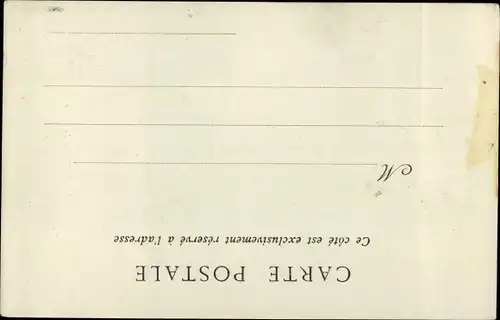 CARTE POSTALE
Ce côté est exclusivement réservé à l'adresse
M